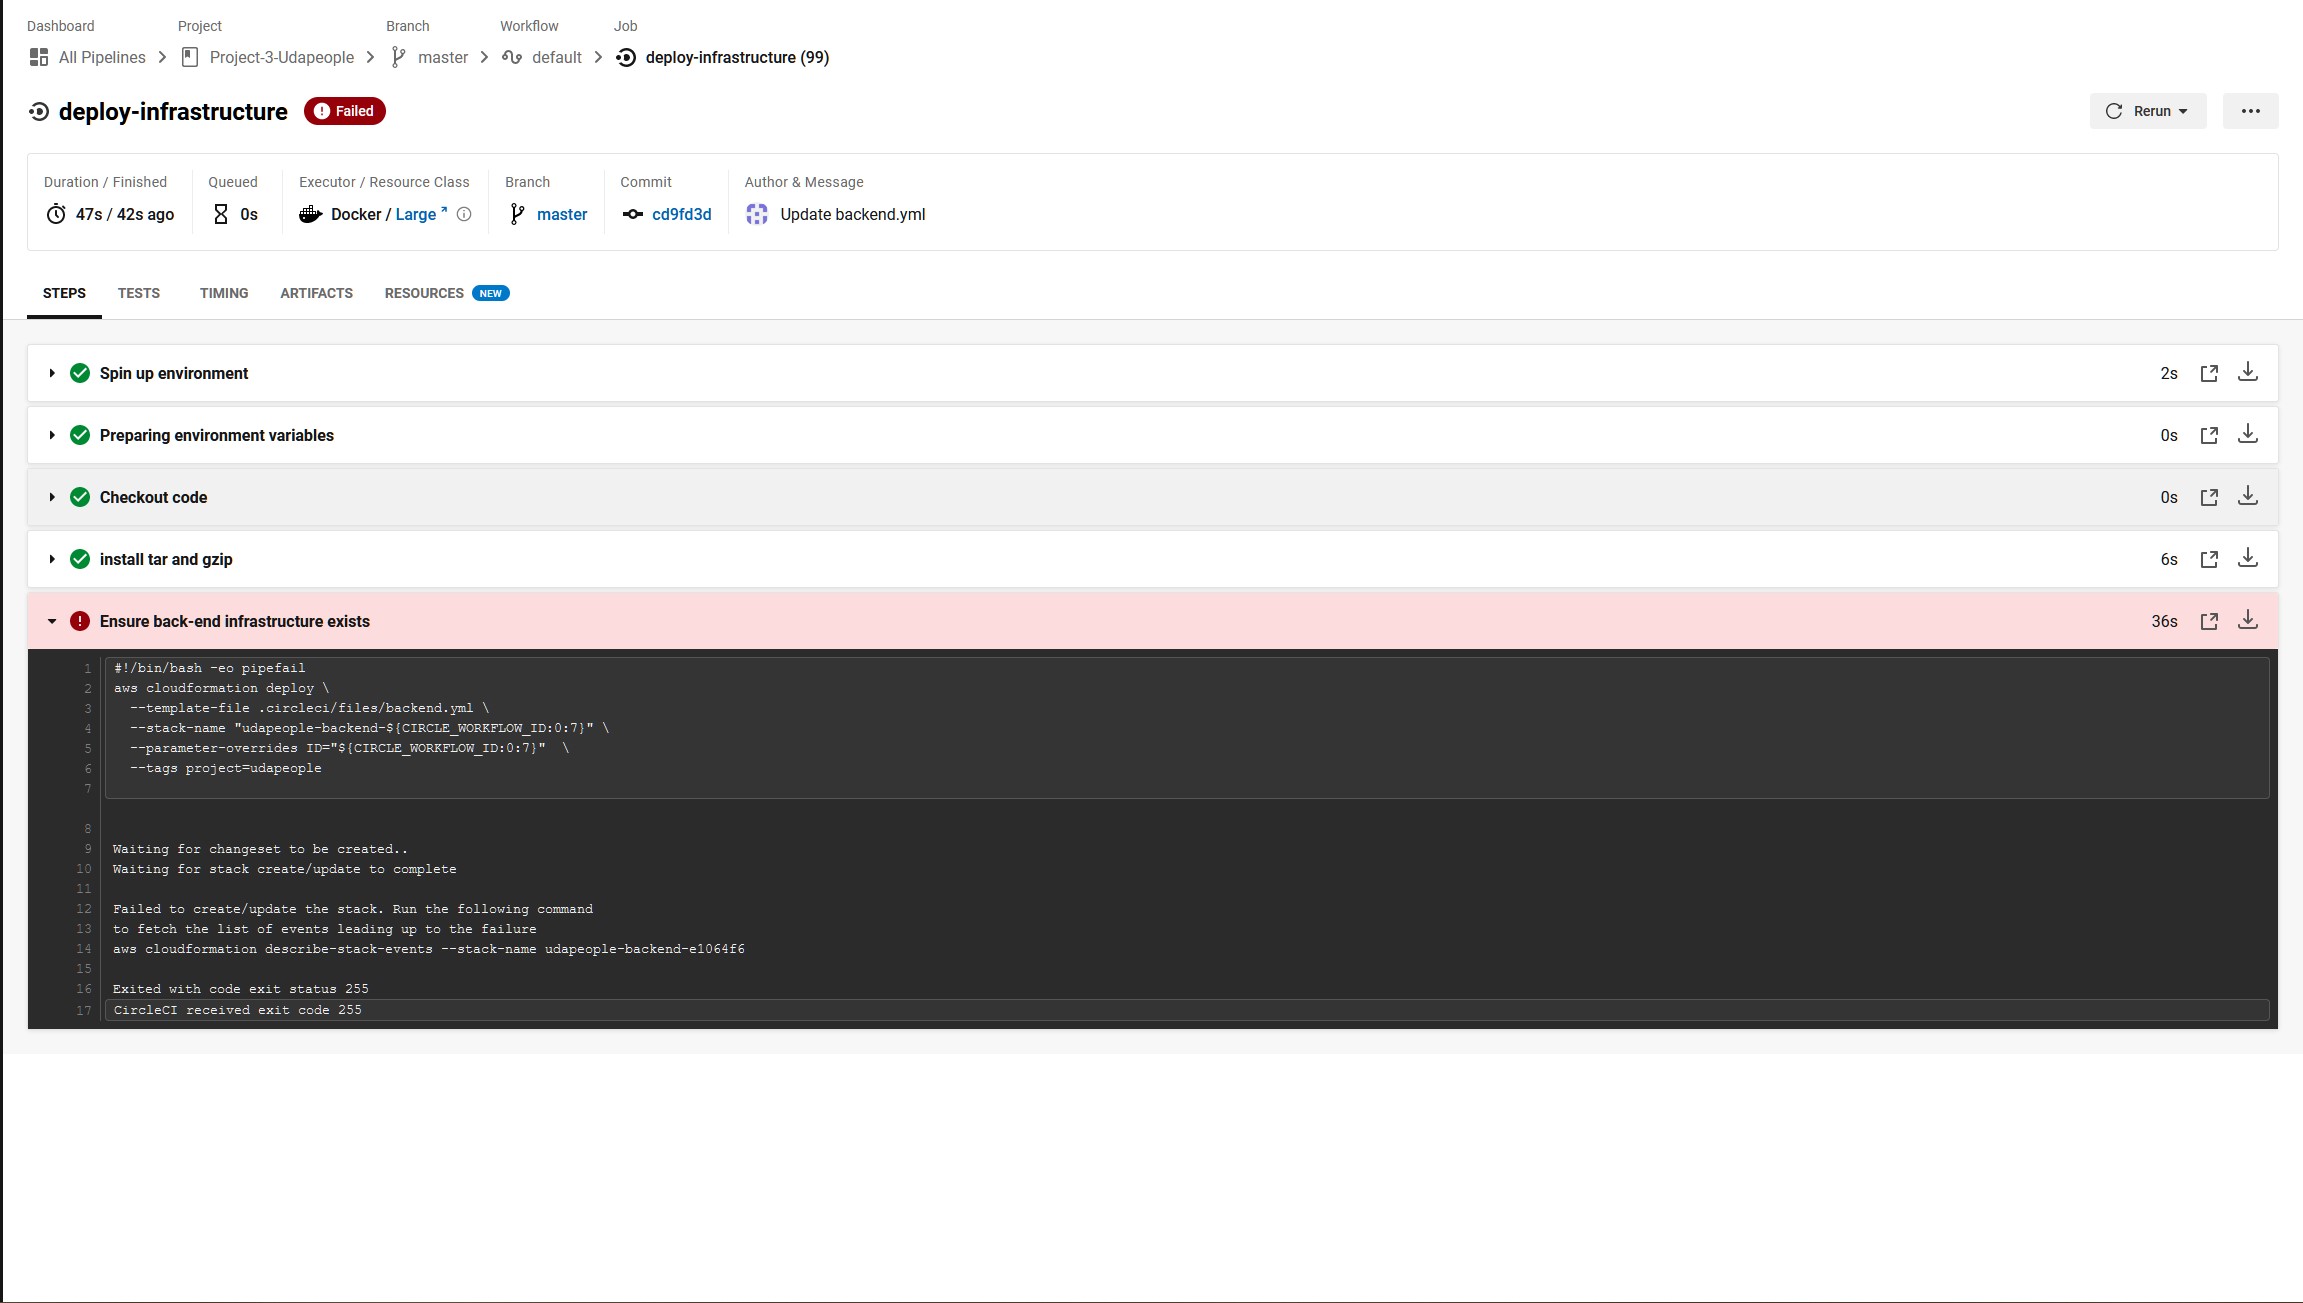 Dashboard Project Branch Workflow Job
All Pipelines Project-3-Udapeople master default deploy-infrastructure (99)
deploy-infrastructure Failed Rerun
Duration / Finished Queued Executor / Resource Class Branch Commit Author & Message
47s / 42s ago 0s Docker / Large master cd9fd3d Update backend.yml
STEPS TESTS TIMING ARTIFACTS RESOURCES NEW
Spin up environment 2s
Preparing environment variables 0s
Checkout code 0s
install tar and gzip 6s
Ensure back-end infrastructure exists 36s
1 #!/bin/bash -eo pipefail
2 aws cloudformation deploy \
3 --template-file .circleci/files/backend.yml \
4 --stack-name "udapeople-backend-${CIRCLE_WORKFLOW_ID:0:7}" \
5 --parameter-overrides ID="${CIRCLE_WORKFLOW_ID:0:7}" \
6 --tags project=udapeople
7
8
9 Waiting for changeset to be created..
10 Waiting for stack create/update to complete
11
12 Failed to create/update the stack. Run the following command
13 to fetch the list of events leading up to the failure
14 aws cloudformation describe-stack-events --stack-name udapeople-backend-e1064f6
15
16 Exited with code exit status 255
17 CircleCI received exit code 255